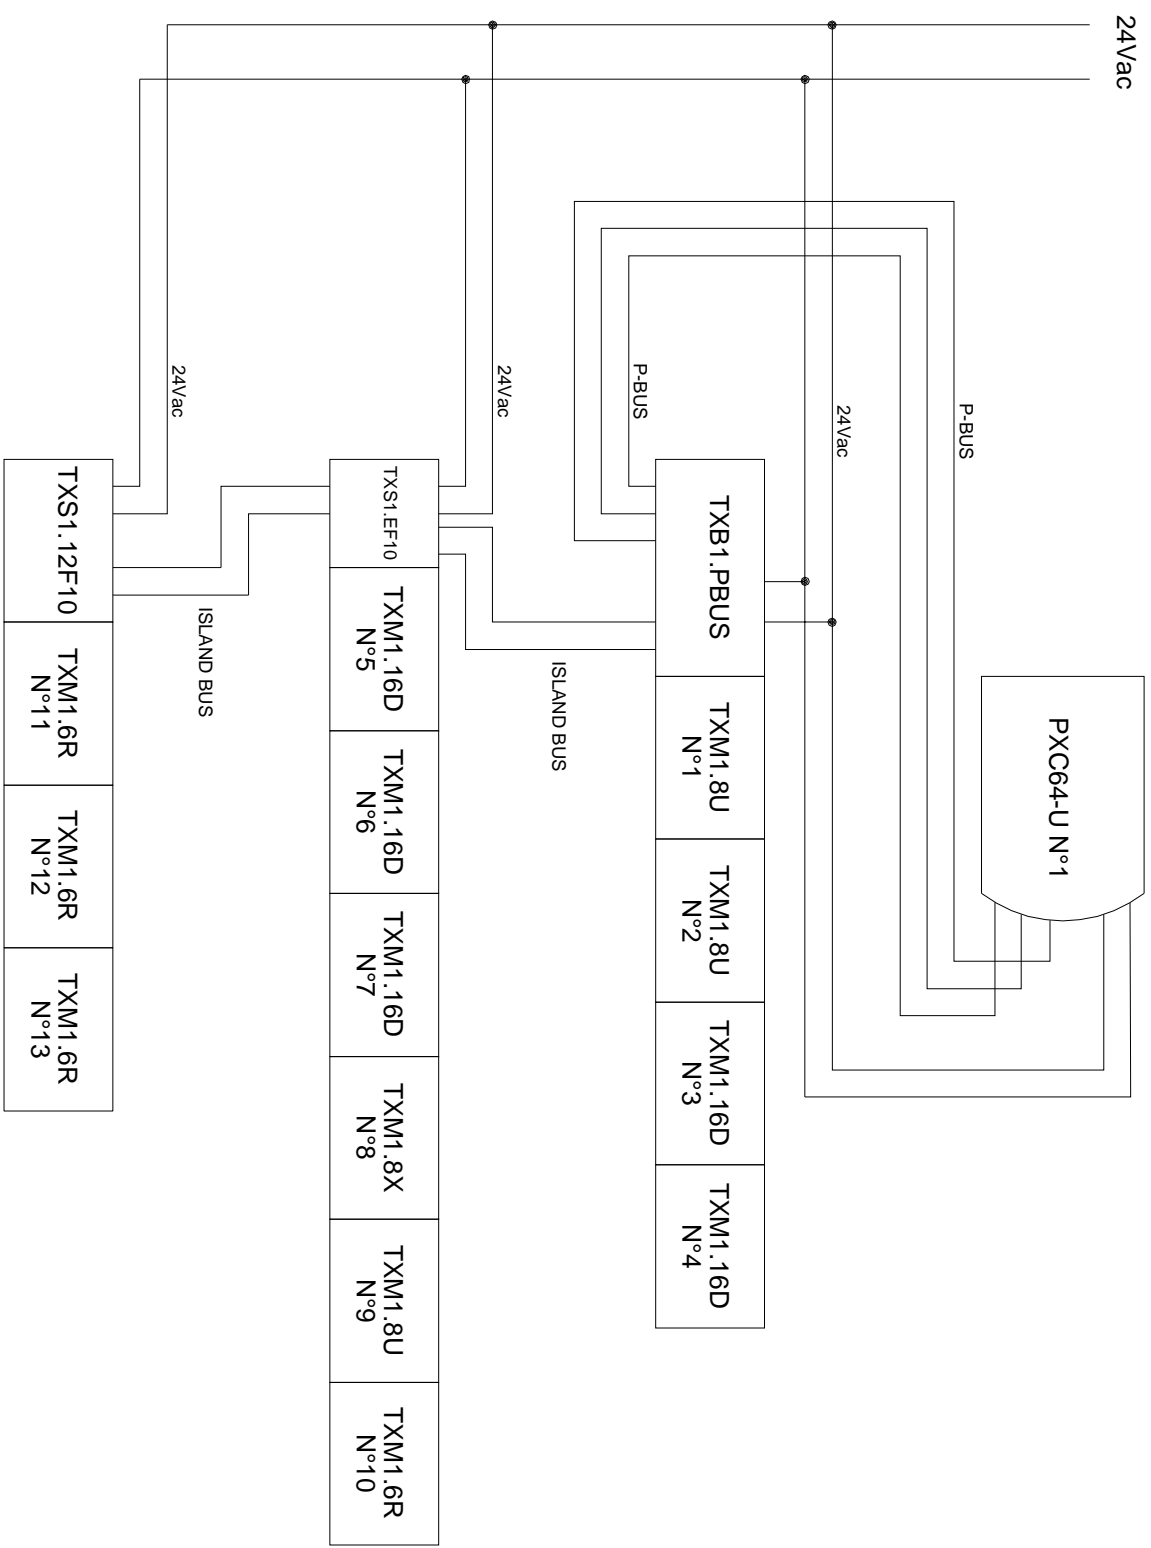 24Vac
PXC64-U N°1
P-BUS
24Vac
P-BUS
TXB1.PBUS
TXM1.8U
N°1
TXM1.8U
N°2
TXM1.16D
N°3
TXM1.16D
N°4
ISLAND BUS
24Vac
TXS1.EF10
TXM1.16D
N°5
TXM1.16D
N°6
TXM1.16D
N°7
TXM1.8X
N°8
TXM1.8U
N°9
TXM1.6R
N°10
ISLAND BUS
24Vac
TXS1.12F10
TXM1.6R
N°11
TXM1.6R
N°12
TXM1.6R
N°13